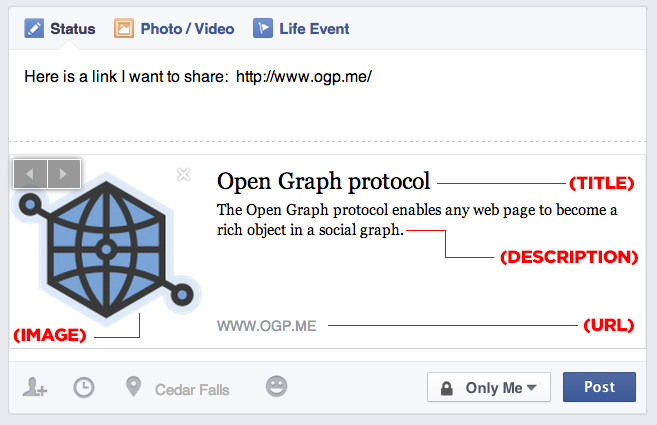 Status Photo / Video Life Event
Here is a link I want to share: http://www.ogp.me/
Open Graph protocol (TITLE)
The Open Graph protocol enables any web page to become a
rich object in a social graph.
(DESCRIPTION)
WWW.OGP.ME (URL)
(IMAGE)
Cedar Falls Only Me Post